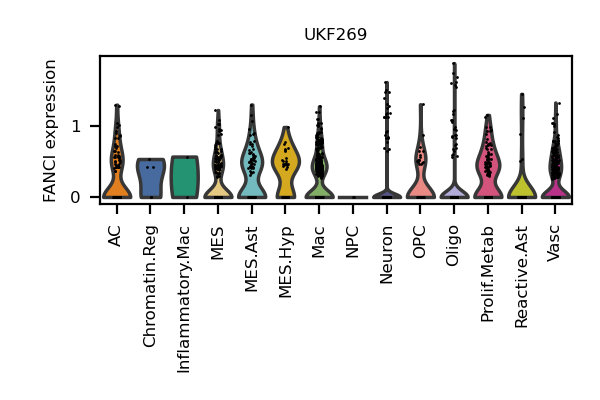 UKF269
FANCI expression
1
0
AC
Chromatin.Reg
Inflammatory.Mac
MES
MES.Ast
MES.Hyp
Mac
NPC
Neuron
OPC
Oligo
Prolif.Metab
Reactive.Ast
Vasc